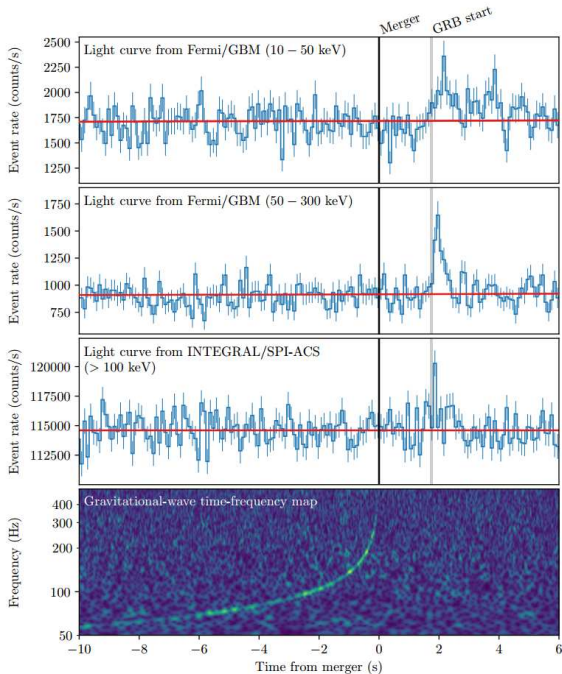 Merger
GRB start
Light curve from Fermi/GBM (10 − 50 keV)
Event rate (counts/s)
2500
2250
2000
1750
1500
1250
Light curve from Fermi/GBM (50 − 300 keV)
Event rate (counts/s)
1750
1500
1250
1000
750
Light curve from INTEGRAL/SPI-ACS
(> 100 keV)
Event rate (counts/s)
120000
117500
115000
112500
Gravitational-wave time-frequency map
Frequency (Hz)
400
300
200
100
50
−10 −8 −6 −4 −2 0 2 4 6
Time from merger (s)